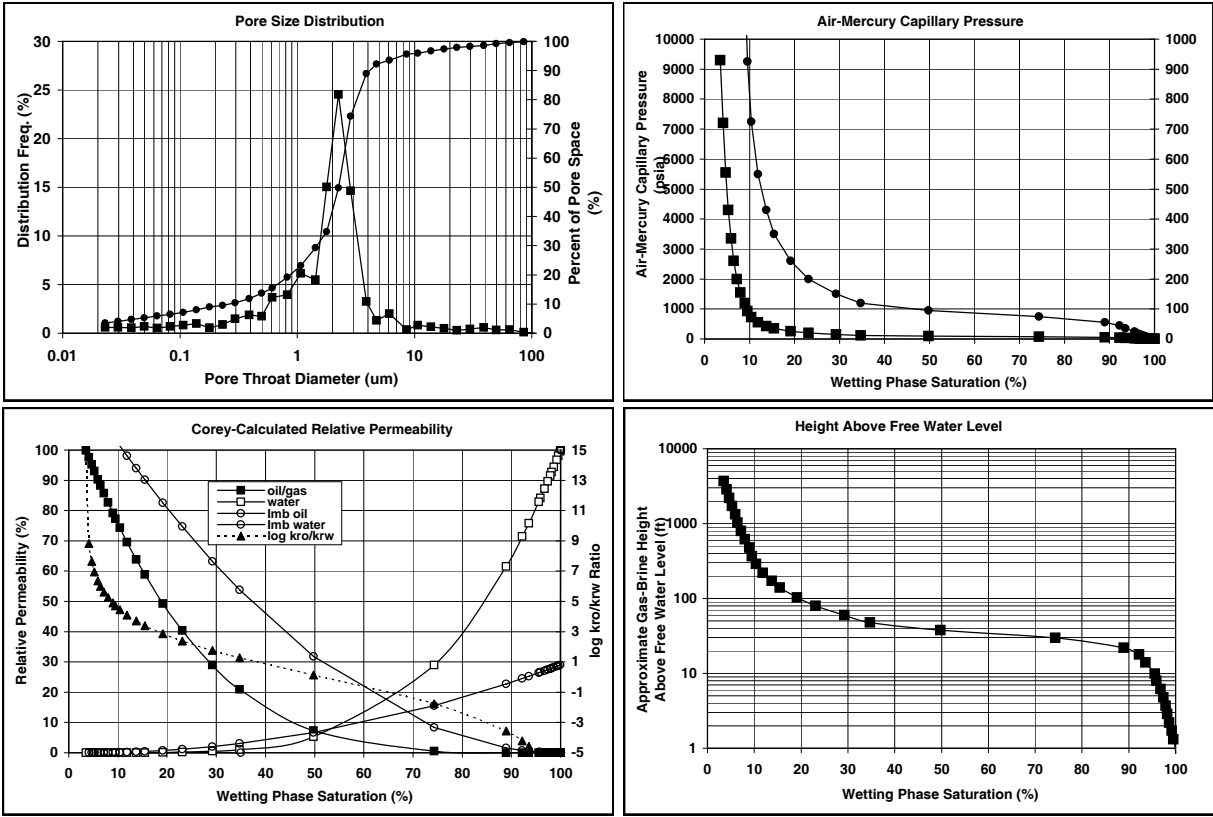 Pore Size Distribution
30
25
20
15
10
5
0
100
90
80
70
60
50
40
30
20
10
0
0.01 0.1 1 10 100
Distribution Freq. (%)
Percent of Pore Space
(%)
Pore Throat Diameter (um)
Air-Mercury Capillary Pressure
10000
9000
8000
7000
6000
5000
4000
3000
2000
1000
0
1000
900
800
700
600
500
400
300
200
100
0
0 10 20 30 40 50 60 70 80 90 100
Air-Mercury Capillary Pressure
(psia)
Wetting Phase Saturation (%)
Corey-Calculated Relative Permeability
100
90
80
70
60
50
40
30
20
10
0
15
13
11
9
7
5
3
1
-1
-3
-5
oil/gas
water
Imb oil
Imb water
log kro/krw
0 10 20 30 40 50 60 70 80 90 100
Relative Permeability (%)
log kro/krw Ratio
Wetting Phase Saturation (%)
Height Above Free Water Level
10000
1000
100
10
1
0 10 20 30 40 50 60 70 80 90 100
Approximate Gas-Brine Height
Above Free Water Level (ft)
Wetting Phase Saturation (%)